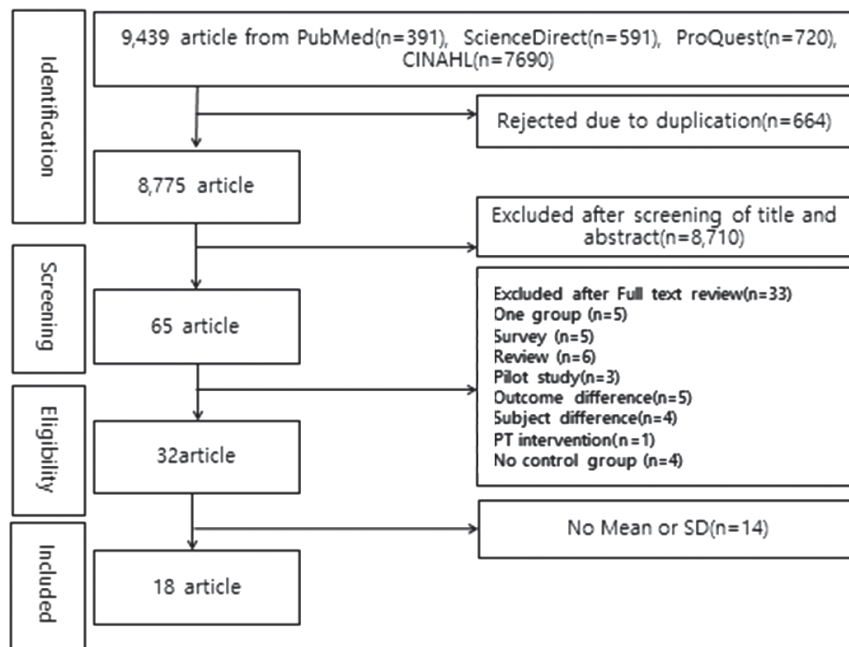 Identification
9,439 article from PubMed(n=391), ScienceDirect(n=591), ProQuest(n=720),
CINAHL(n=7690)
Rejected due to duplication(n=664)
8,775 article
Excluded after screening of title and
abstract(n=8,710)
Screening
65 article
Excluded after Full text review(n=33)
One group (n=5)
Survey (n=5)
Review (n=6)
Pilot study(n=3)
Outcome difference(n=5)
Subject difference(n=4)
PT intervention(n=1)
No control group (n=4)
Eligibility
32article
No Mean or SD(n=14)
Included
18 article